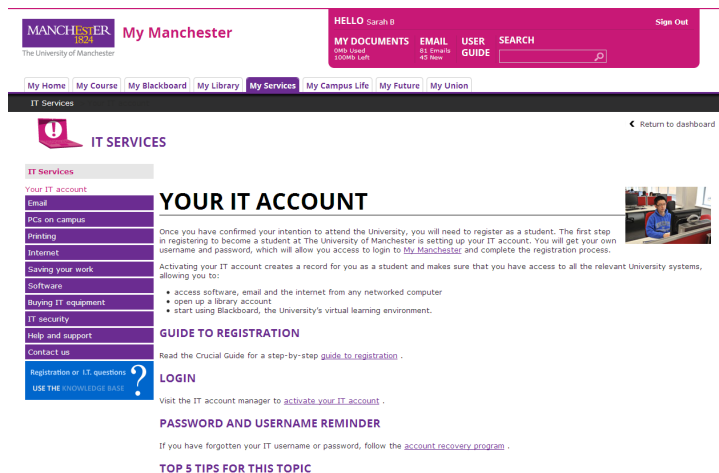 MANCHESTER
1824
The University of Manchester
My Manchester
HELLO Sarah B
Sign Out
MY DOCUMENTS
0Mb Used
100Mb Left
EMAIL
81 Emails
45 New
USER
GUIDE
SEARCH
My Home
My Course
My Blackboard
My Library
My Services
My Campus Life
My Future
My Union
IT Services
Return to dashboard
IT SERVICES
IT Services
Your IT account
Email
PCs on campus
Printing
Internet
Saving your work
Software
Buying IT equipment
IT security
Help and support
Contact us
Registration or I.T. questions
USE THE KNOWLEDGE BASE
?
YOUR IT ACCOUNT
Once you have confirmed your intention to attend the University, you will need to register as a student. The first step
in registering to become a student at The University of Manchester is setting up your IT account. You will get your own
username and password, which will allow you access to login to My Manchester and complete the registration process.
Activating your IT account creates a record for you as a student and makes sure that you have access to all the relevant University systems,
allowing you to:
• access software, email and the internet from any networked computer
• open up a library account
• start using Blackboard, the University's virtual learning environment.
GUIDE TO REGISTRATION
Read the Crucial Guide for a step-by-step guide to registration .
LOGIN
Visit the IT account manager to activate your IT account .
PASSWORD AND USERNAME REMINDER
If you have forgotten your IT username or password, follow the account recovery program .
TOP 5 TIPS FOR THIS TOPIC